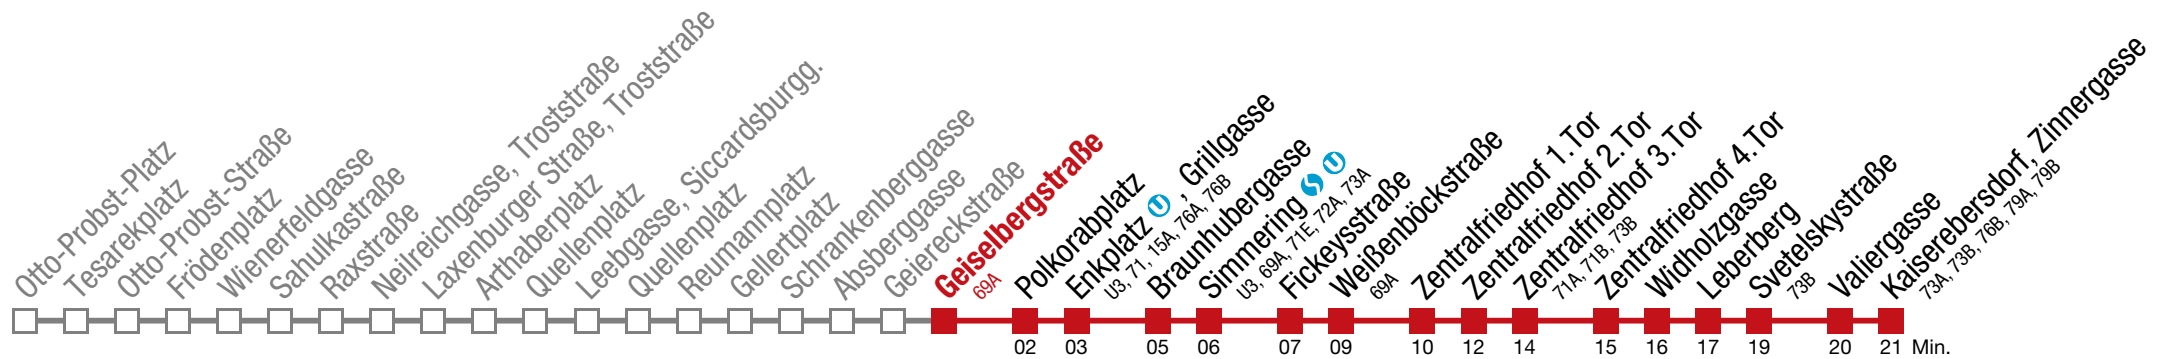 Otto-Probst-Platz
Tesarekplatz
Otto-Probst-Straße
Frödenplatz
Wienerfeldgasse
Sahulkastraße
Raxstraße
Neilreichgasse, Troststraße
Laxenburger Straße, Troststraße
Arthaberplatz
Quellenplatz
Leebgasse, Siccardsburgg.
Quellenplatz
Reumannplatz
Gellertplatz
Schrankenberggasse
Absberggasse
Geiereckstraße
Geiselbergstraße
69A
Polkorabplatz
Enkplatz U, Grillgasse
U3, 71, 15A, 76A, 76B
Braunhubergasse
Simmering S U
U3, 69A, 71E, 72A, 73A
Fickeysstraße
Weißenböckstraße
69A
Zentralfriedhof 1. Tor
Zentralfriedhof 2. Tor
Zentralfriedhof 3. Tor
71A, 71B, 73B
Zentralfriedhof 4. Tor
Widholzgasse
Leberberg
Svetelskystraße
73B
Valiergasse
Kaiserebersdorf, Zinnergasse
73A, 73B, 76B, 79A, 79B
02 03 05 06 07 09 10 12 14 15 16 17 19 20 21 Min.